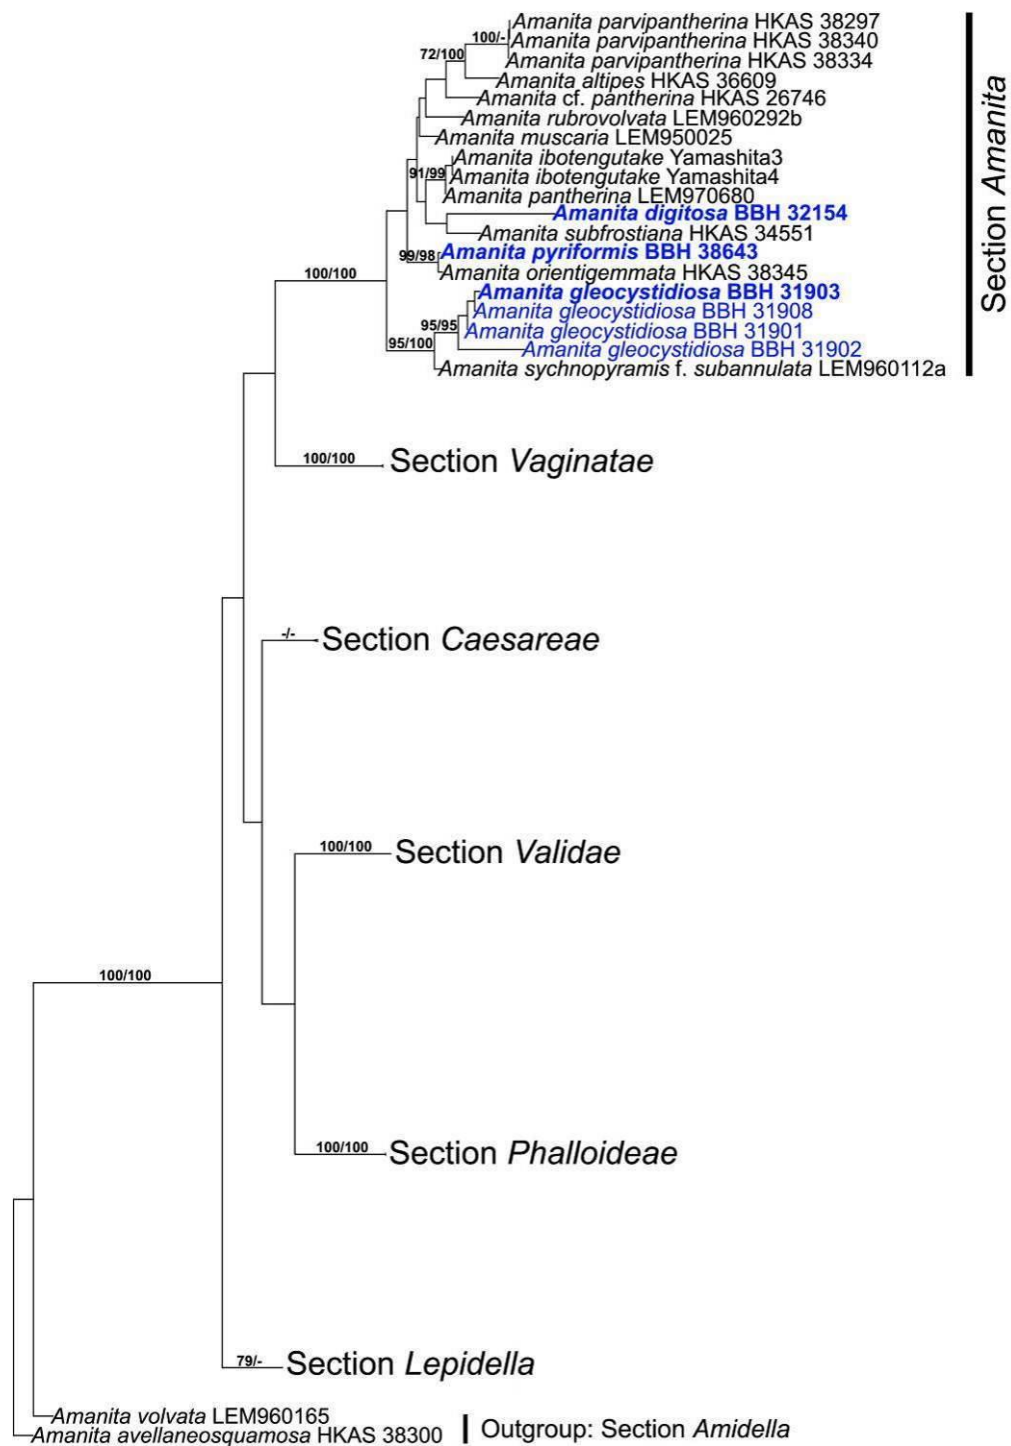 Amanita parvipantherina HKAS 38297
100/-
Amanita parvipantherina HKAS 38340
72/100
Amanita parvipantherina HKAS 38334
Amanita altipes HKAS 36609
Amanita cf. pantherina HKAS 26746
Amanita rubrovolvata LEM960292b
Amanita muscaria LEM950025
Amanita ibotengutake Yamashita3
91/99
Amanita ibotengutake Yamashita4
Amanita pantherina LEM970680
Amanita digitosa BBH 32154
Amanita subfrostiana HKAS 34551
99/98
Amanita pyriformis BBH 38643
Amanita orientigemmata HKAS 38345
100/100
Amanita gleocystidiosa BBH 31903
Amanita gleocystidiosa BBH 31908
95/95
Amanita gleocystidiosa BBH 31901
95/100
Amanita gleocystidiosa BBH 31902
Amanita sychnopyramis f. subannulata LEM960112a
Section Amanita
100/100
Section Vaginatae
-/-
Section Caesareae
100/100
Section Validae
100/100
100/100
Section Phalloideae
79/-
Section Lepidella
Amanita volvata LEM960165
Amanita avellaneosquamosa HKAS 38300
Outgroup: Section Amidella